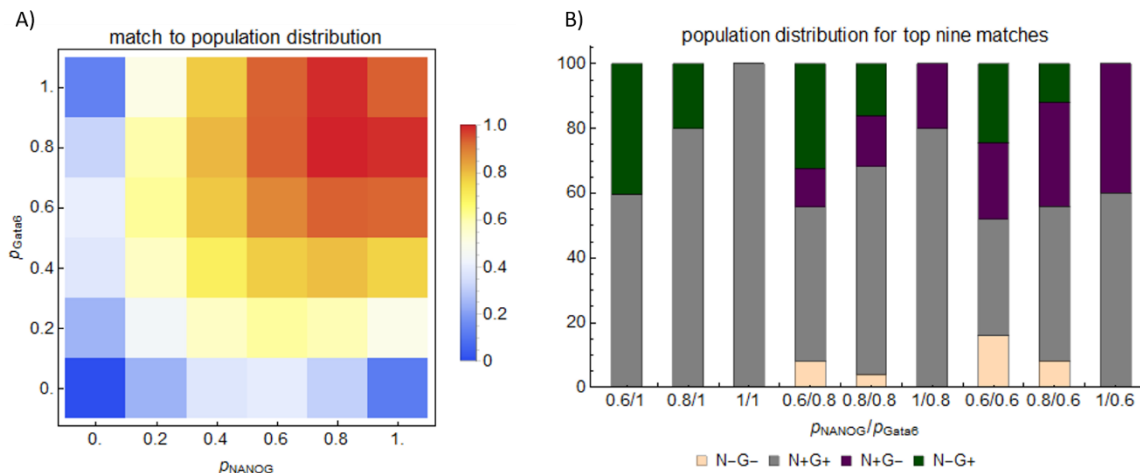 A)
match to population distribution
1.
0.8
0.6
0.4
0.2
0.
pGata6
0. 0.2 0.4 0.6 0.8 1.
pNANOG
1.0
0.8
0.6
0.4
0.2
0
B)
population distribution for top nine matches
100
80
60
40
20
0
0.6/1 0.8/1 1/1 0.6/0.8 0.8/0.8 1/0.8 0.6/0.6 0.8/0.6 1/0.6
pNANOG/pGata6
N−G− N+G+ N+G− N−G+